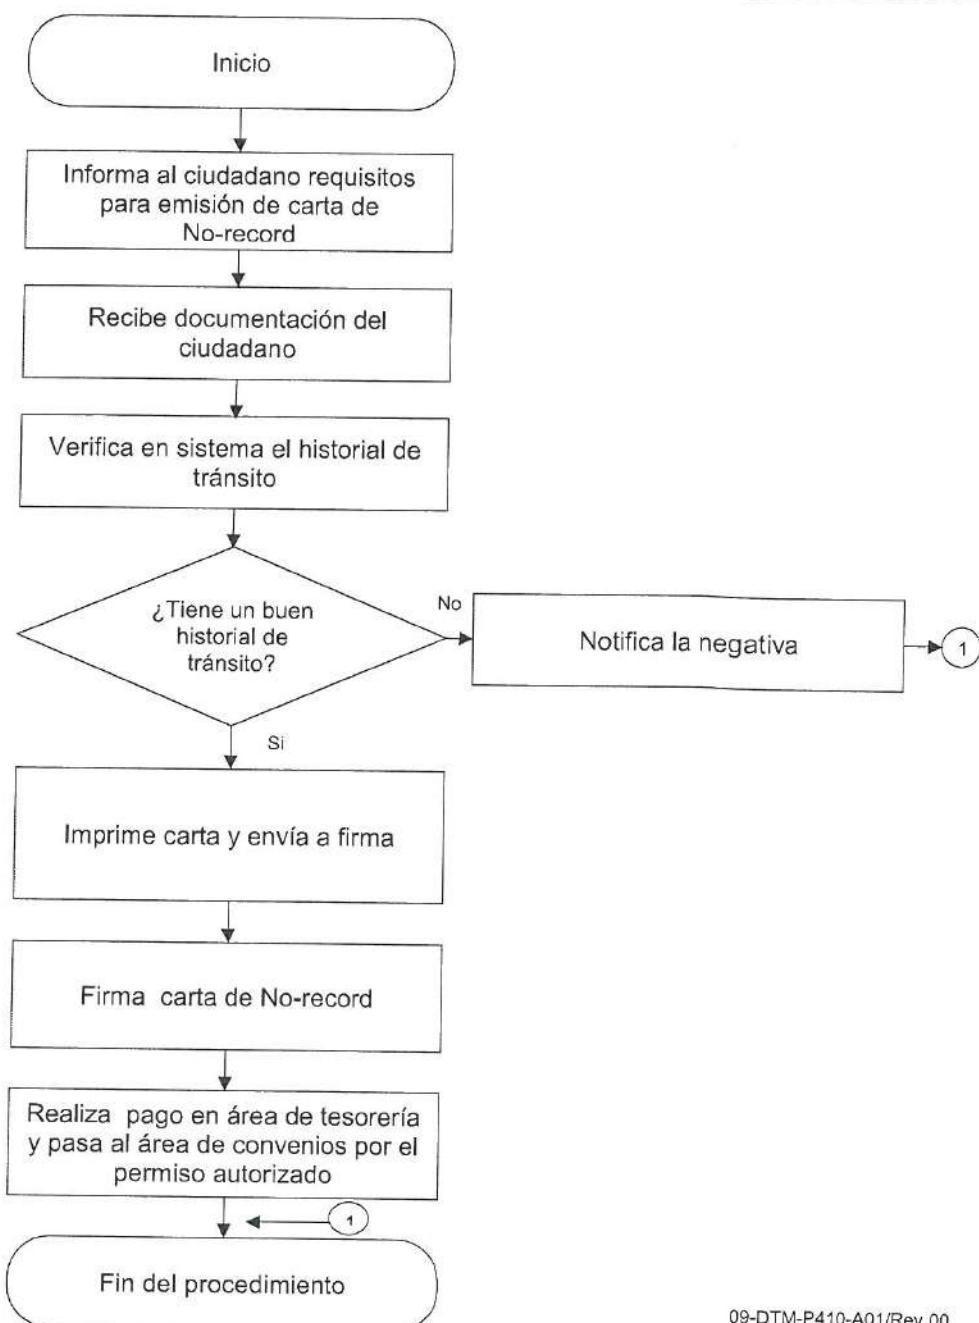 Inicio
Informa al ciudadano requisitos
para emisión de carta de
No-record
Recibe documentación del
ciudadano
Verifica en sistema el historial de
tránsito
¿Tiene un buen
historial de
tránsito?
No
Notifica la negativa
1
Si
Imprime carta y envía a firma
Firma carta de No-record
Realiza pago en área de tesorería
y pasa al área de convenios por el
permiso autorizado
1
Fin del procedimiento
09-DTM-P410-A01/Rev.00